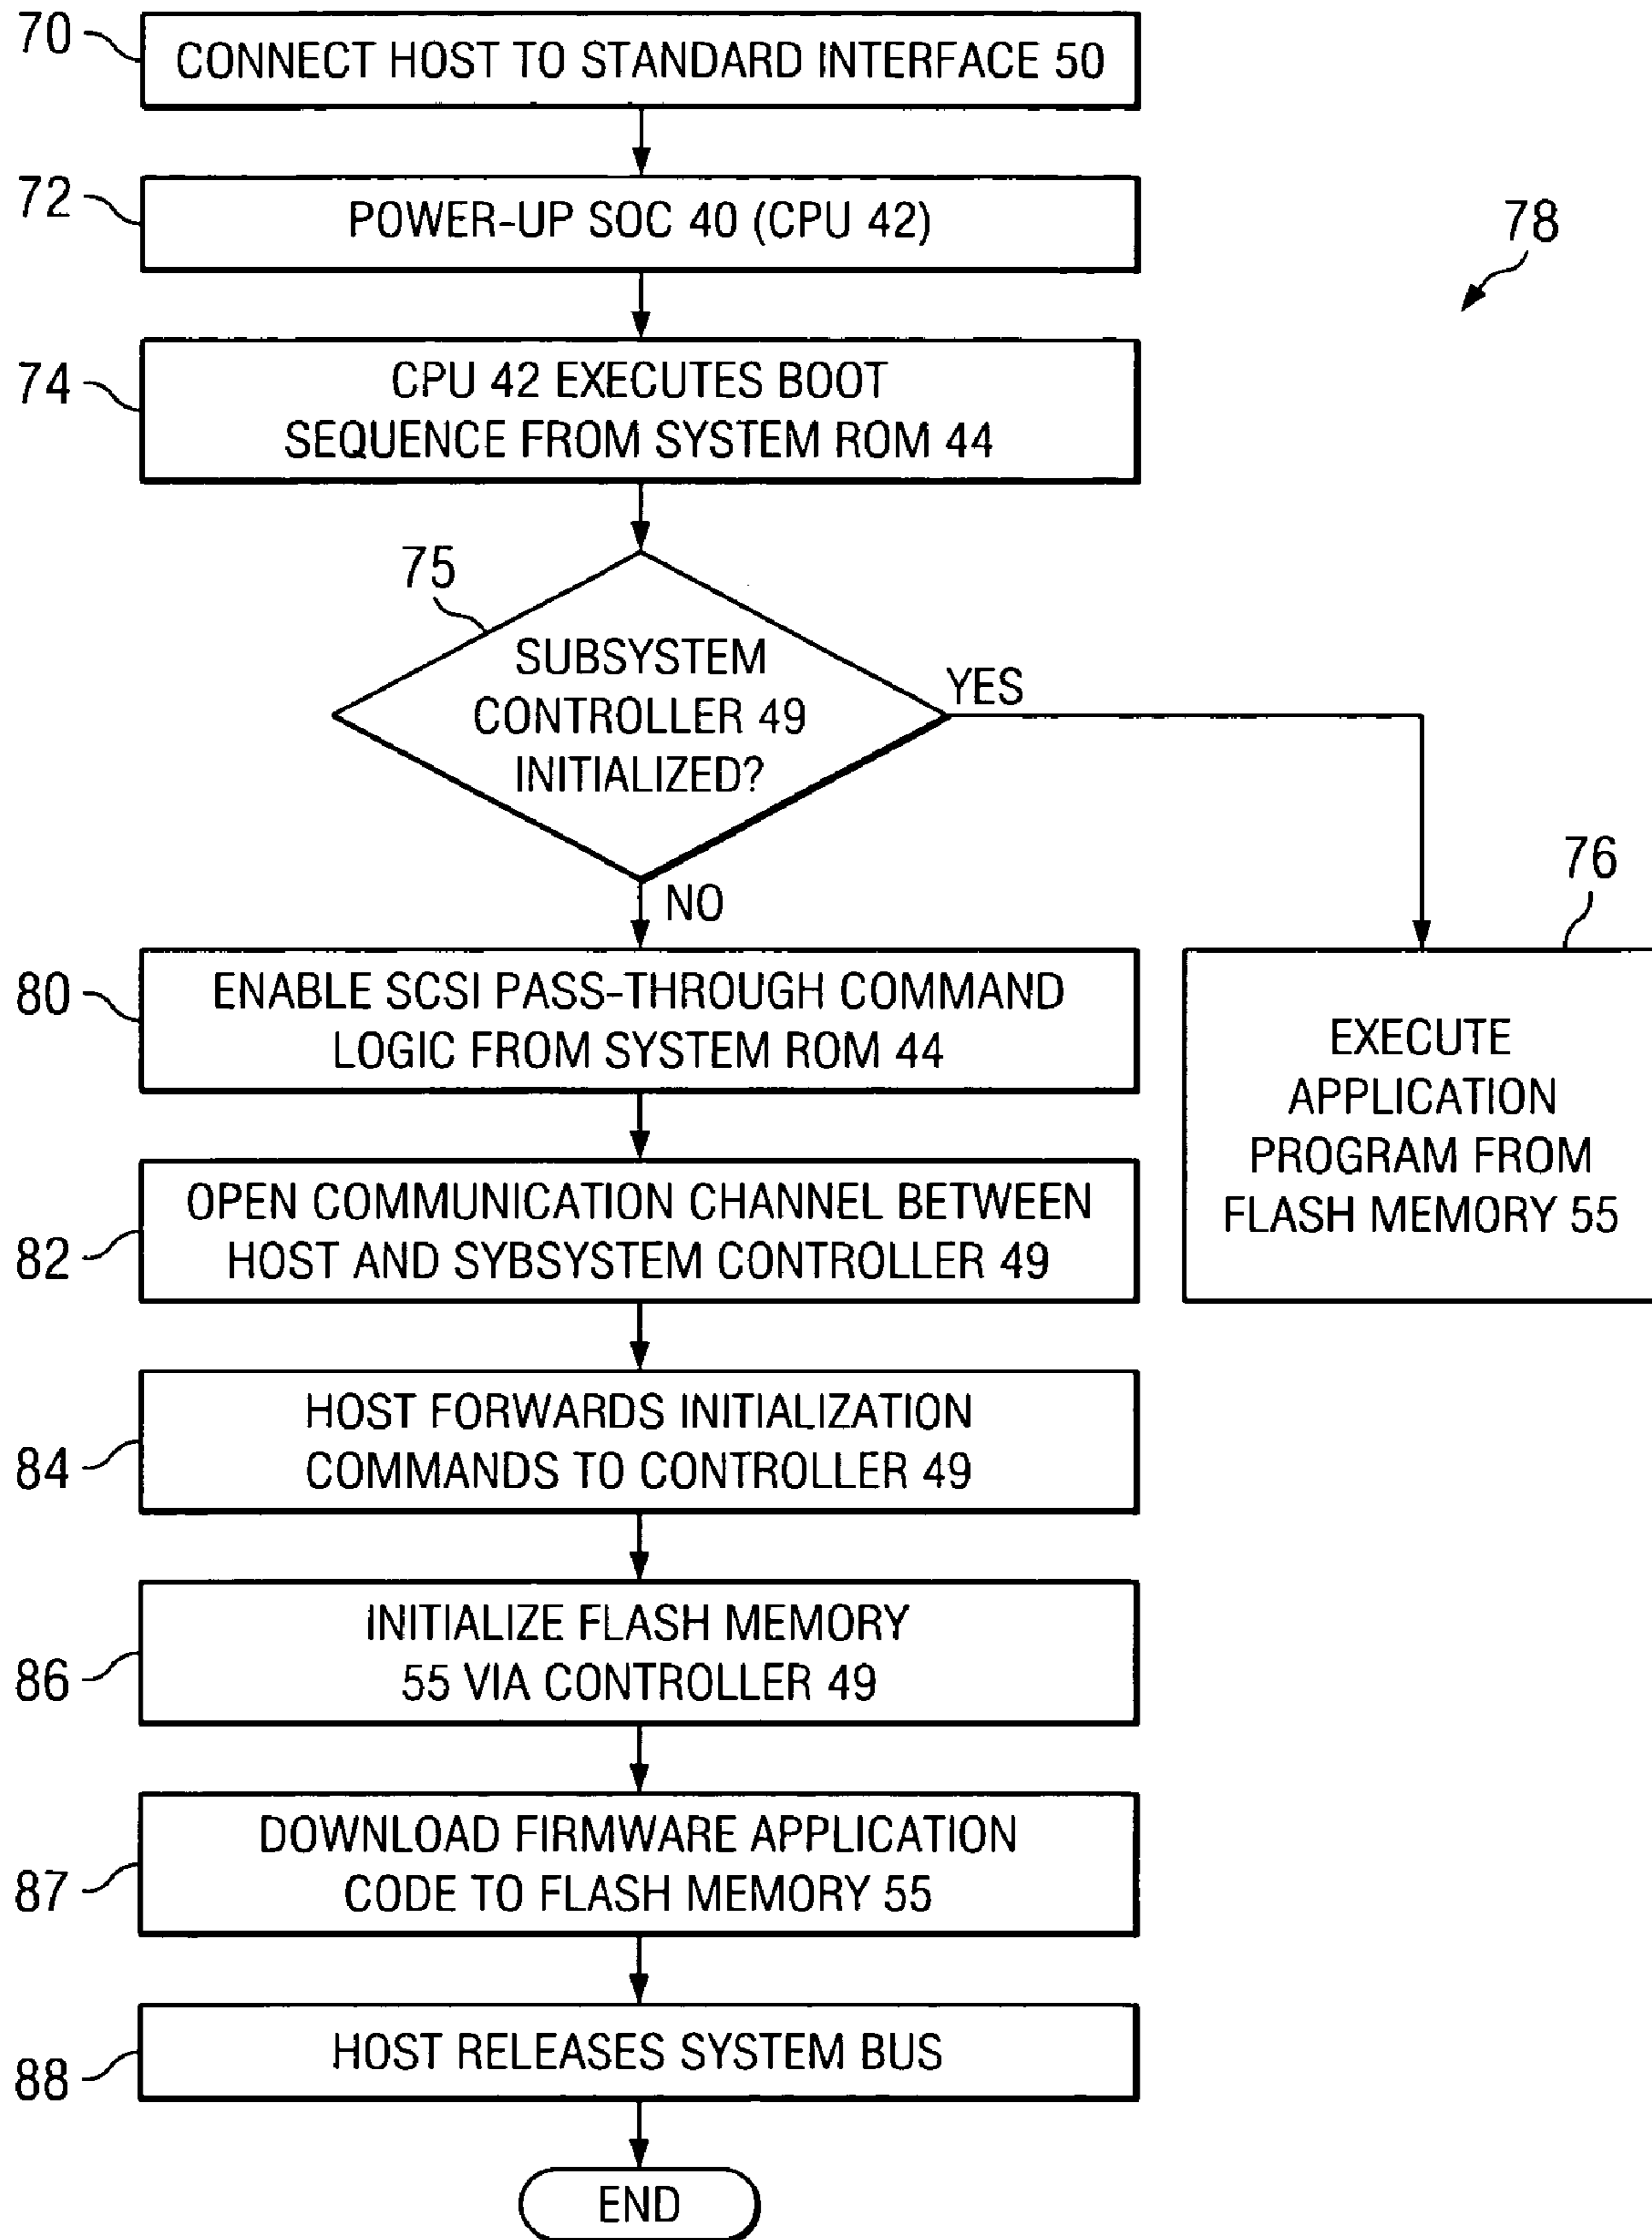 70
CONNECT HOST TO STANDARD INTERFACE 50
72
POWER-UP SOC 40 (CPU 42)
78
74
CPU 42 EXECUTES BOOT
SEQUENCE FROM SYSTEM ROM 44
75
SUBSYSTEM
CONTROLLER 49
INITIALIZED?
YES
NO
76
EXECUTE
APPLICATION
PROGRAM FROM
FLASH MEMORY 55
80
ENABLE SCSI PASS-THROUGH COMMAND
LOGIC FROM SYSTEM ROM 44
82
OPEN COMMUNICATION CHANNEL BETWEEN
HOST AND SYBSYSTEM CONTROLLER 49
84
HOST FORWARDS INITIALIZATION
COMMANDS TO CONTROLLER 49
86
INITIALIZE FLASH MEMORY
55 VIA CONTROLLER 49
87
DOWNLOAD FIRMWARE APPLICATION
CODE TO FLASH MEMORY 55
88
HOST RELEASES SYSTEM BUS
END